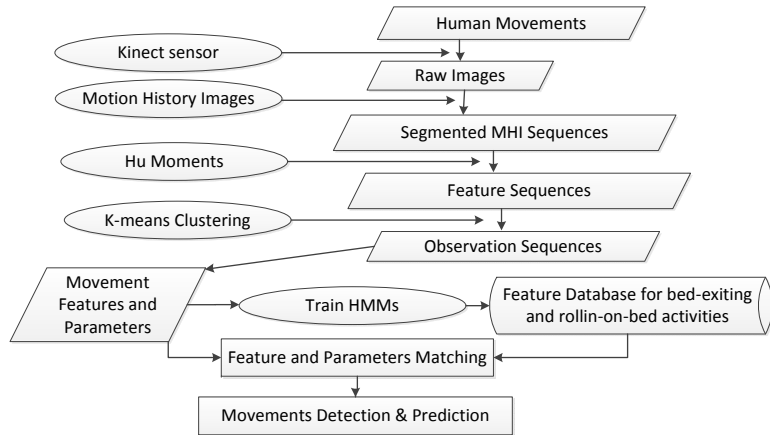 Human Movements
Kinect sensor
Raw Images
Motion History Images
Segmented MHI Sequences
Hu Moments
Feature Sequences
K-means Clustering
Observation Sequences
Movement
Features and
Parameters
Train HMMs
Feature Database for bed-exiting
and rollin-on-bed activities
Feature and Parameters Matching
Movements Detection & Prediction